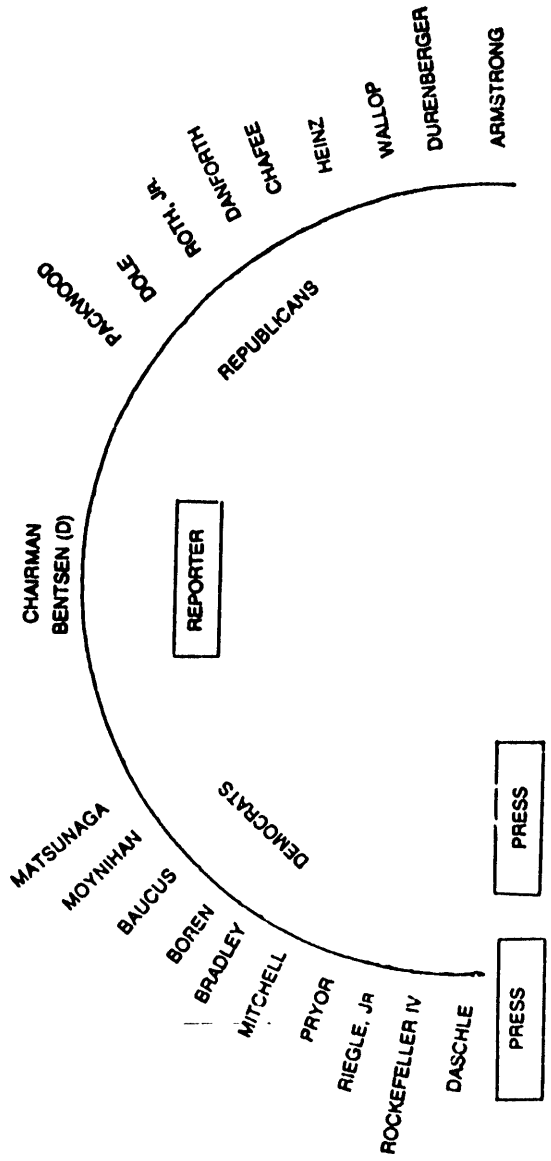 CHAIRMAN
BENTSEN (D)
MATSUNAGA
MOYNIHAN
BAUCUS
BOREN
BRADLEY
MITCHELL
PRYOR
RIEGLE, JR
ROCKEFELLER IV
DASCHLE
DEMOCRATS
PACKWOOD
DOLE
ROTH, JR.
DANFORTH
CHAFEE
HEINZ
WALLOP
DURENBERGER
ARMSTRONG
REPUBLICANS
REPORTER
PRESS
PRESS